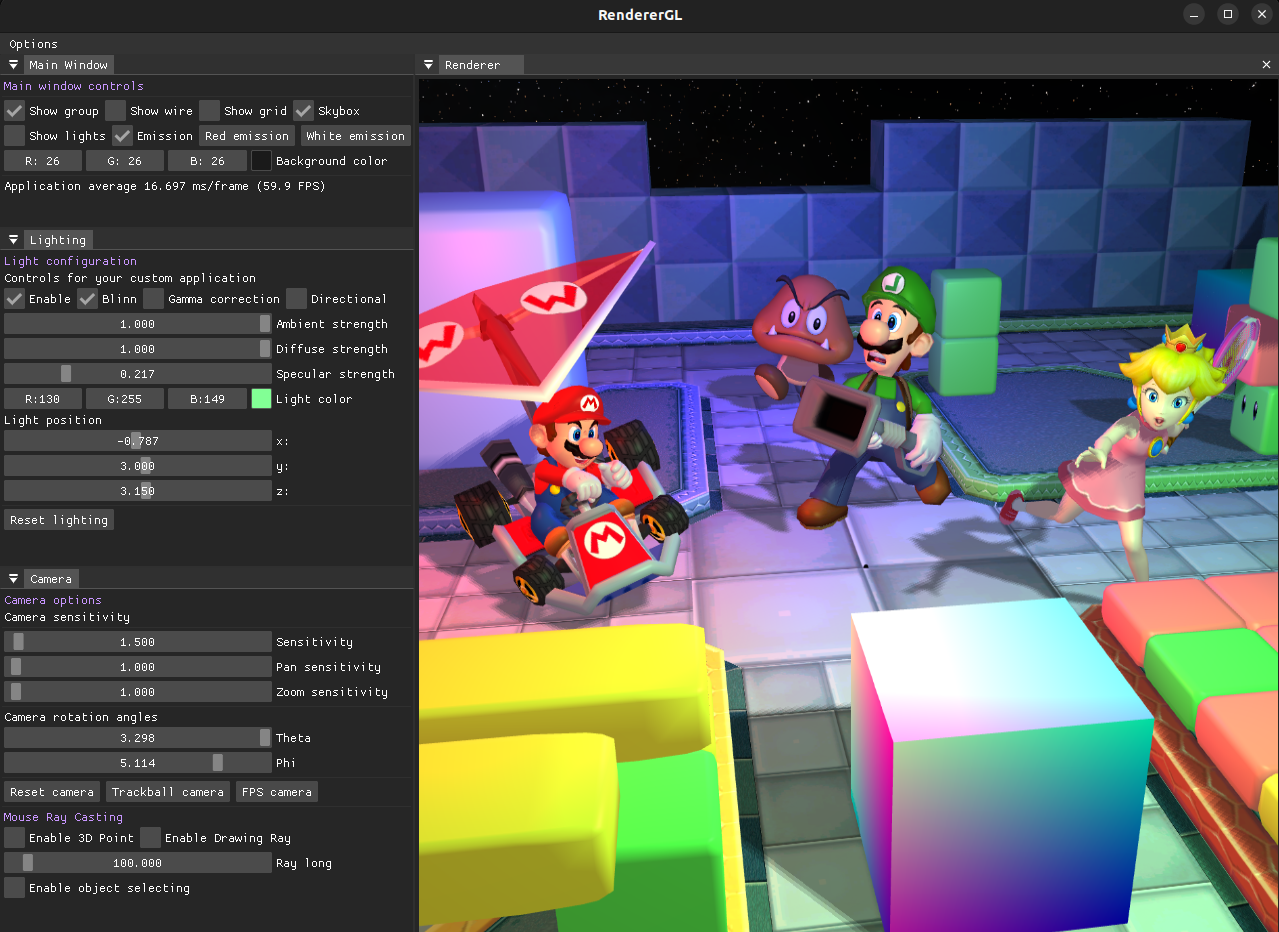 RendererGL
Options
Main Window
Main window controls
Show group Show wire Show grid Skybox
Show lights Emission Red emission White emission
R: 26 G: 26 B: 26 Background color
Application average 16.697 ms/frame (59.9 FPS)
Lighting
Light configuration
Controls for your custom application
Enable Blinn Gamma correction Directional
1.000 Ambient strength
1.000 Diffuse strength
0.217 Specular strength
R:130 G:255 B:149 Light color
Light position
-0.787 x:
3.000 y:
3.150 z:
Reset lighting
Camera
Camera options
Camera sensitivity
1.500 Sensitivity
1.000 Pan sensitivity
1.000 Zoom sensitivity
Camera rotation angles
3.298 Theta
5.114 Phi
Reset camera Trackball camera FPS camera
Mouse Ray Casting
Enable 3D Point Enable Drawing Ray
100.000 Ray long
Enable object selecting
Renderer
M
M
M
M
L